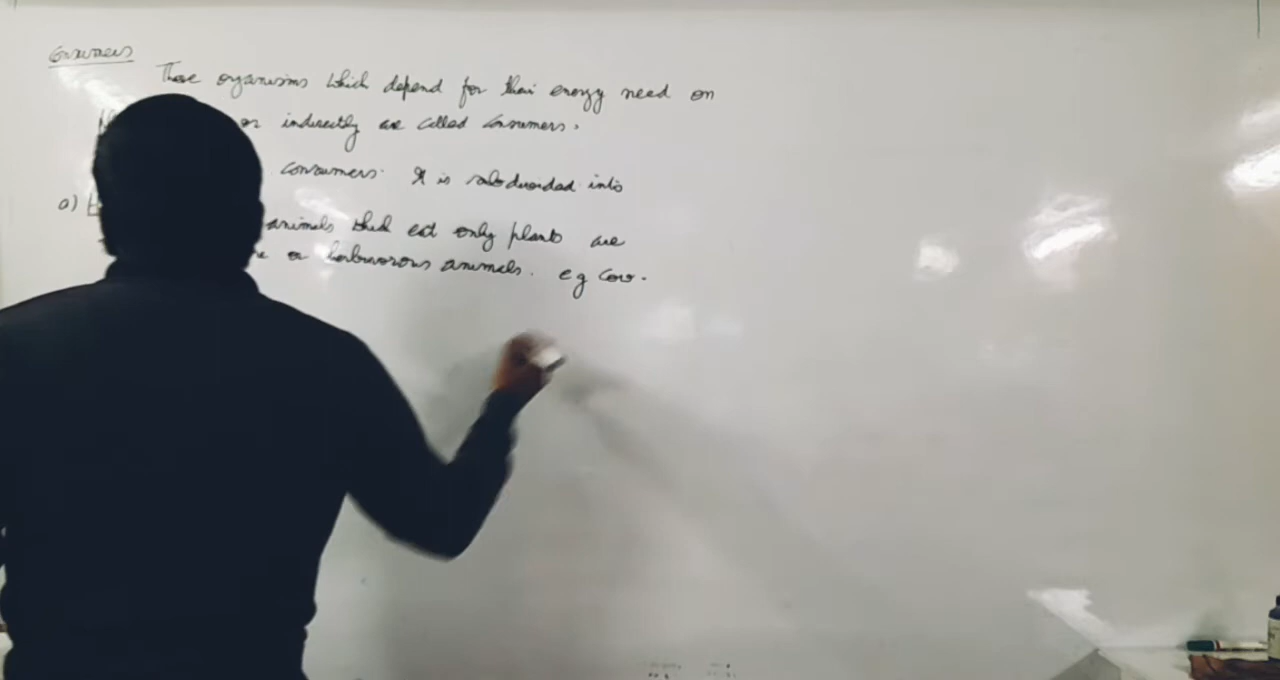 Consumers
Those organisms which depend for their energy need on
or indirectly are called consumers.
consumers. It is subdivided into
a)
animals which eat only plants are
or herbivorous animals. eg Cow.